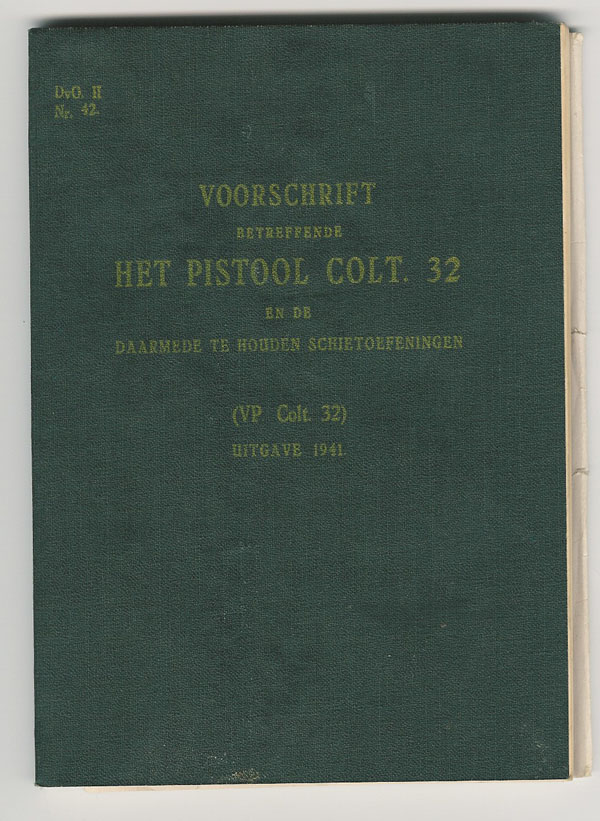 DvO. II
Nr. 42.
VOORSCHRIFT
BETREFFENDE
HET PISTOOL COLT. 32
EN DE
DAARMEDE TE HOUDEN SCHIETOEFENINGEN
(VP Colt. 32)
UITGAVE 1941.